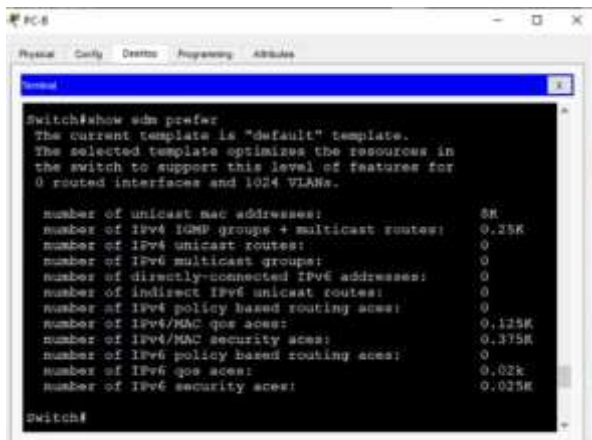 PC-B
Physical Config Desktop Programming Attributes
Terminal X
Switch#show sdm prefer
The current template is "default" template.
The selected template optimizes the resources in
the switch to support this level of features for
0 routed interfaces and 1024 VLANs.
number of unicast mac addresses: 8K
number of IPv4 IGMP groups + multicast routes: 0.25K
number of IPv4 unicast routes: 0
number of IPv6 multicast groups: 0
number of directly-connected IPv6 addresses: 0
number of indirect IPv6 unicast routes: 0
number of IPv4 policy based routing aces: 0
number of IPv4/MAC qos aces: 0.125K
number of IPv4/MAC security aces: 0.375K
number of IPv6 policy based routing aces: 0
number of IPv6 qos aces: 0.02k
number of IPv6 security aces: 0.025K
Switch#